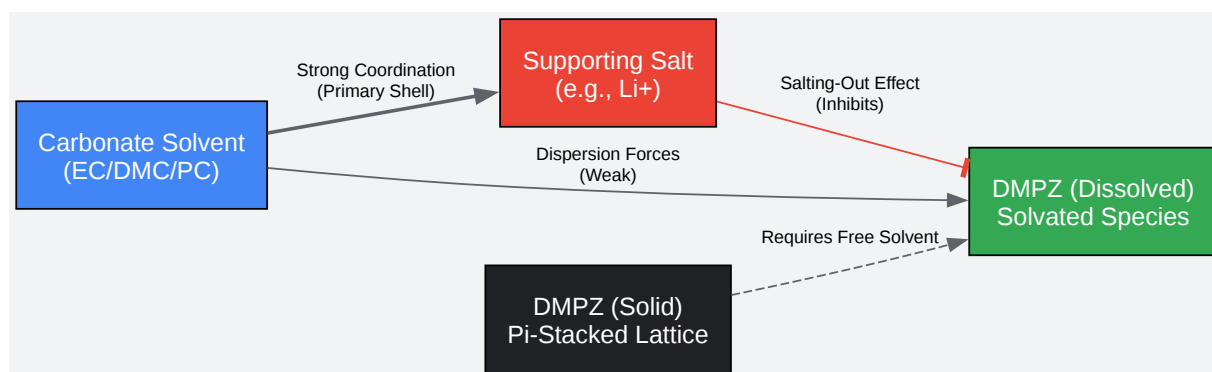 Supporting Salt
(e.g., Li+)
Strong Coordination
(Primary Shell)
Salting-Out Effect
(Inhibits)
Carbonate Solvent
(EC/DMC/PC)
Dispersion Forces
(Weak)
DMPZ (Dissolved)
Solvated Species
Requires Free Solvent
DMPZ (Solid)
Pi-Stacked Lattice